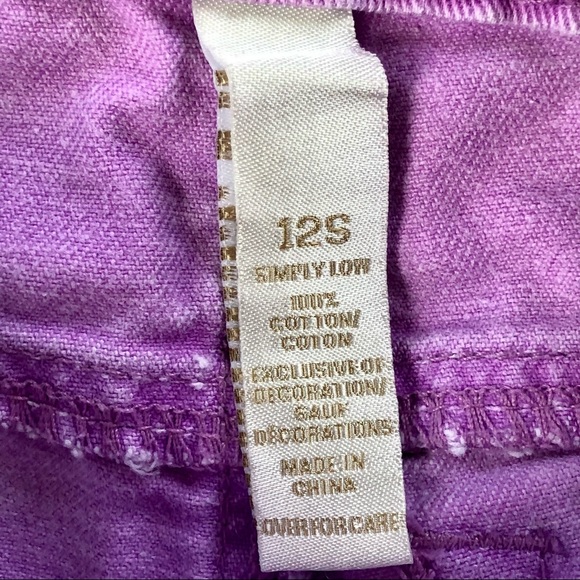 12S
SIMPLY LOW
100%
COTTON/
COTON
EXCLUSIVE OF
DECORATION/
SAUF
DÉCORATIONS
MADE IN
CHINA
OVER FOR CARE